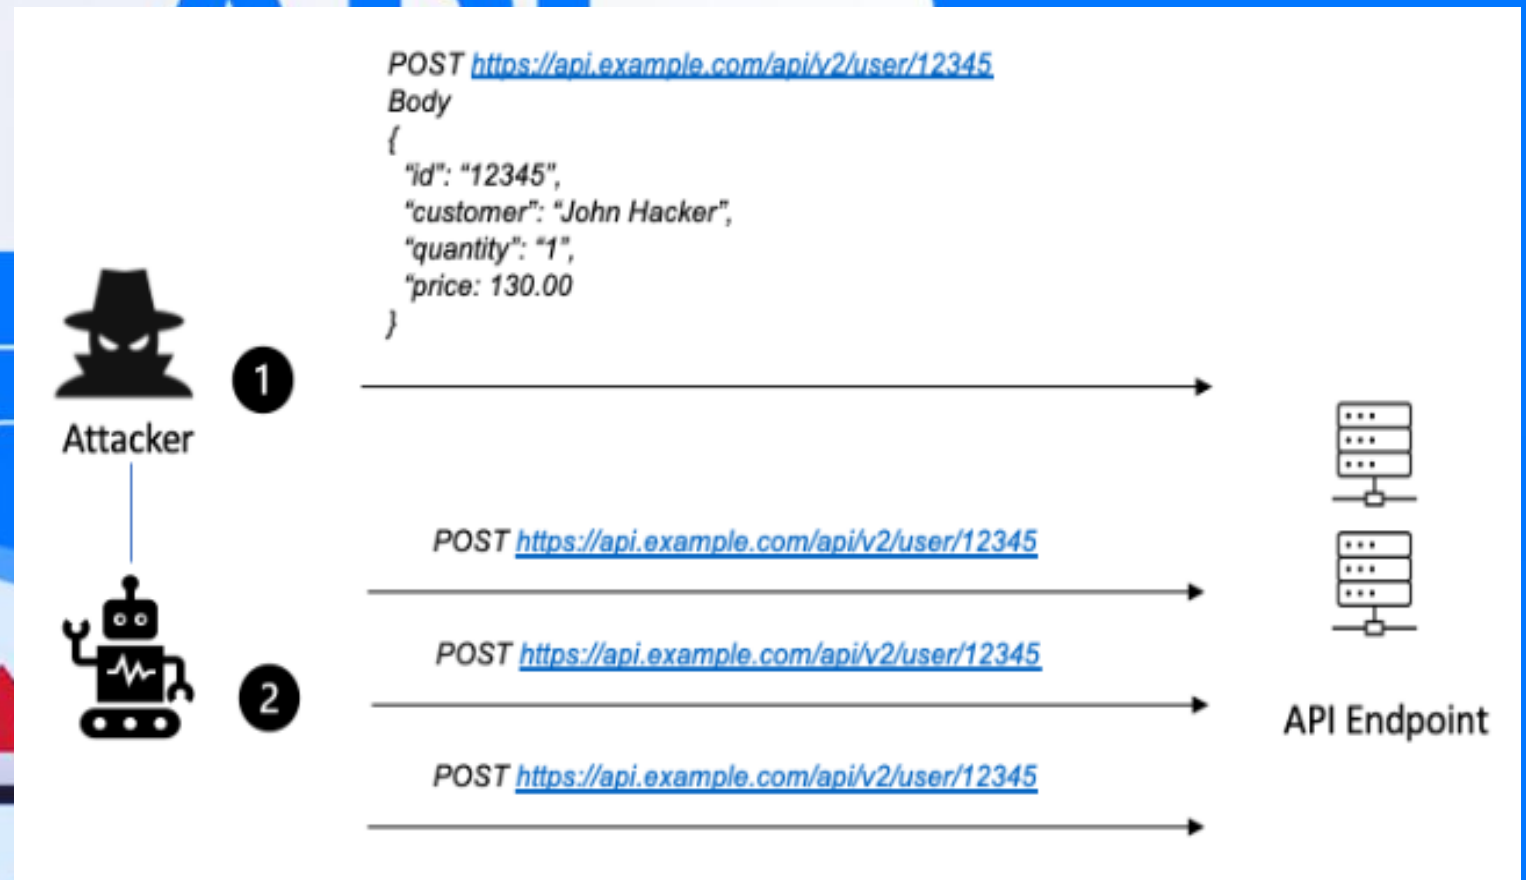 POST https://api.example.com/api/v2/user/12345
Body
{
“id”: “12345”,
“customer”: “John Hacker”,
“quantity”: “1”,
“price: 130.00
}
1
Attacker
POST https://api.example.com/api/v2/user/12345
POST https://api.example.com/api/v2/user/12345
2
API Endpoint
POST https://api.example.com/api/v2/user/12345